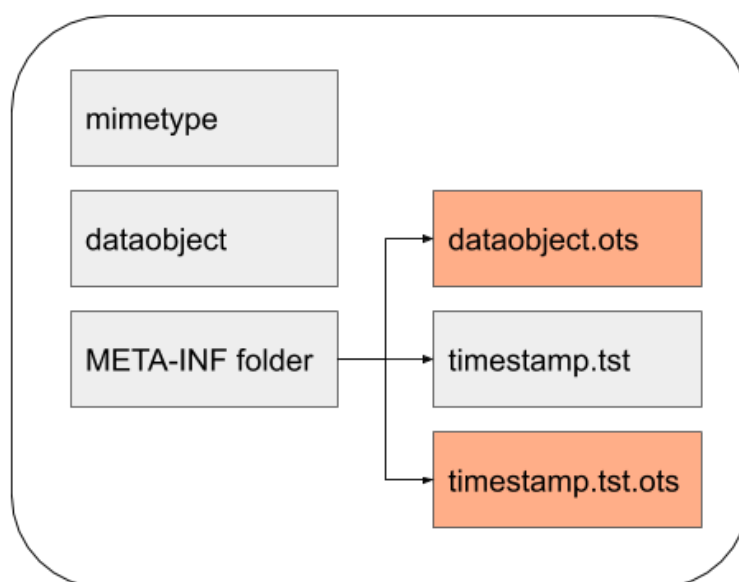 mimetype
dataobject
META-INF folder
dataobject.ots
timestamp.tst
timestamp.tst.ots